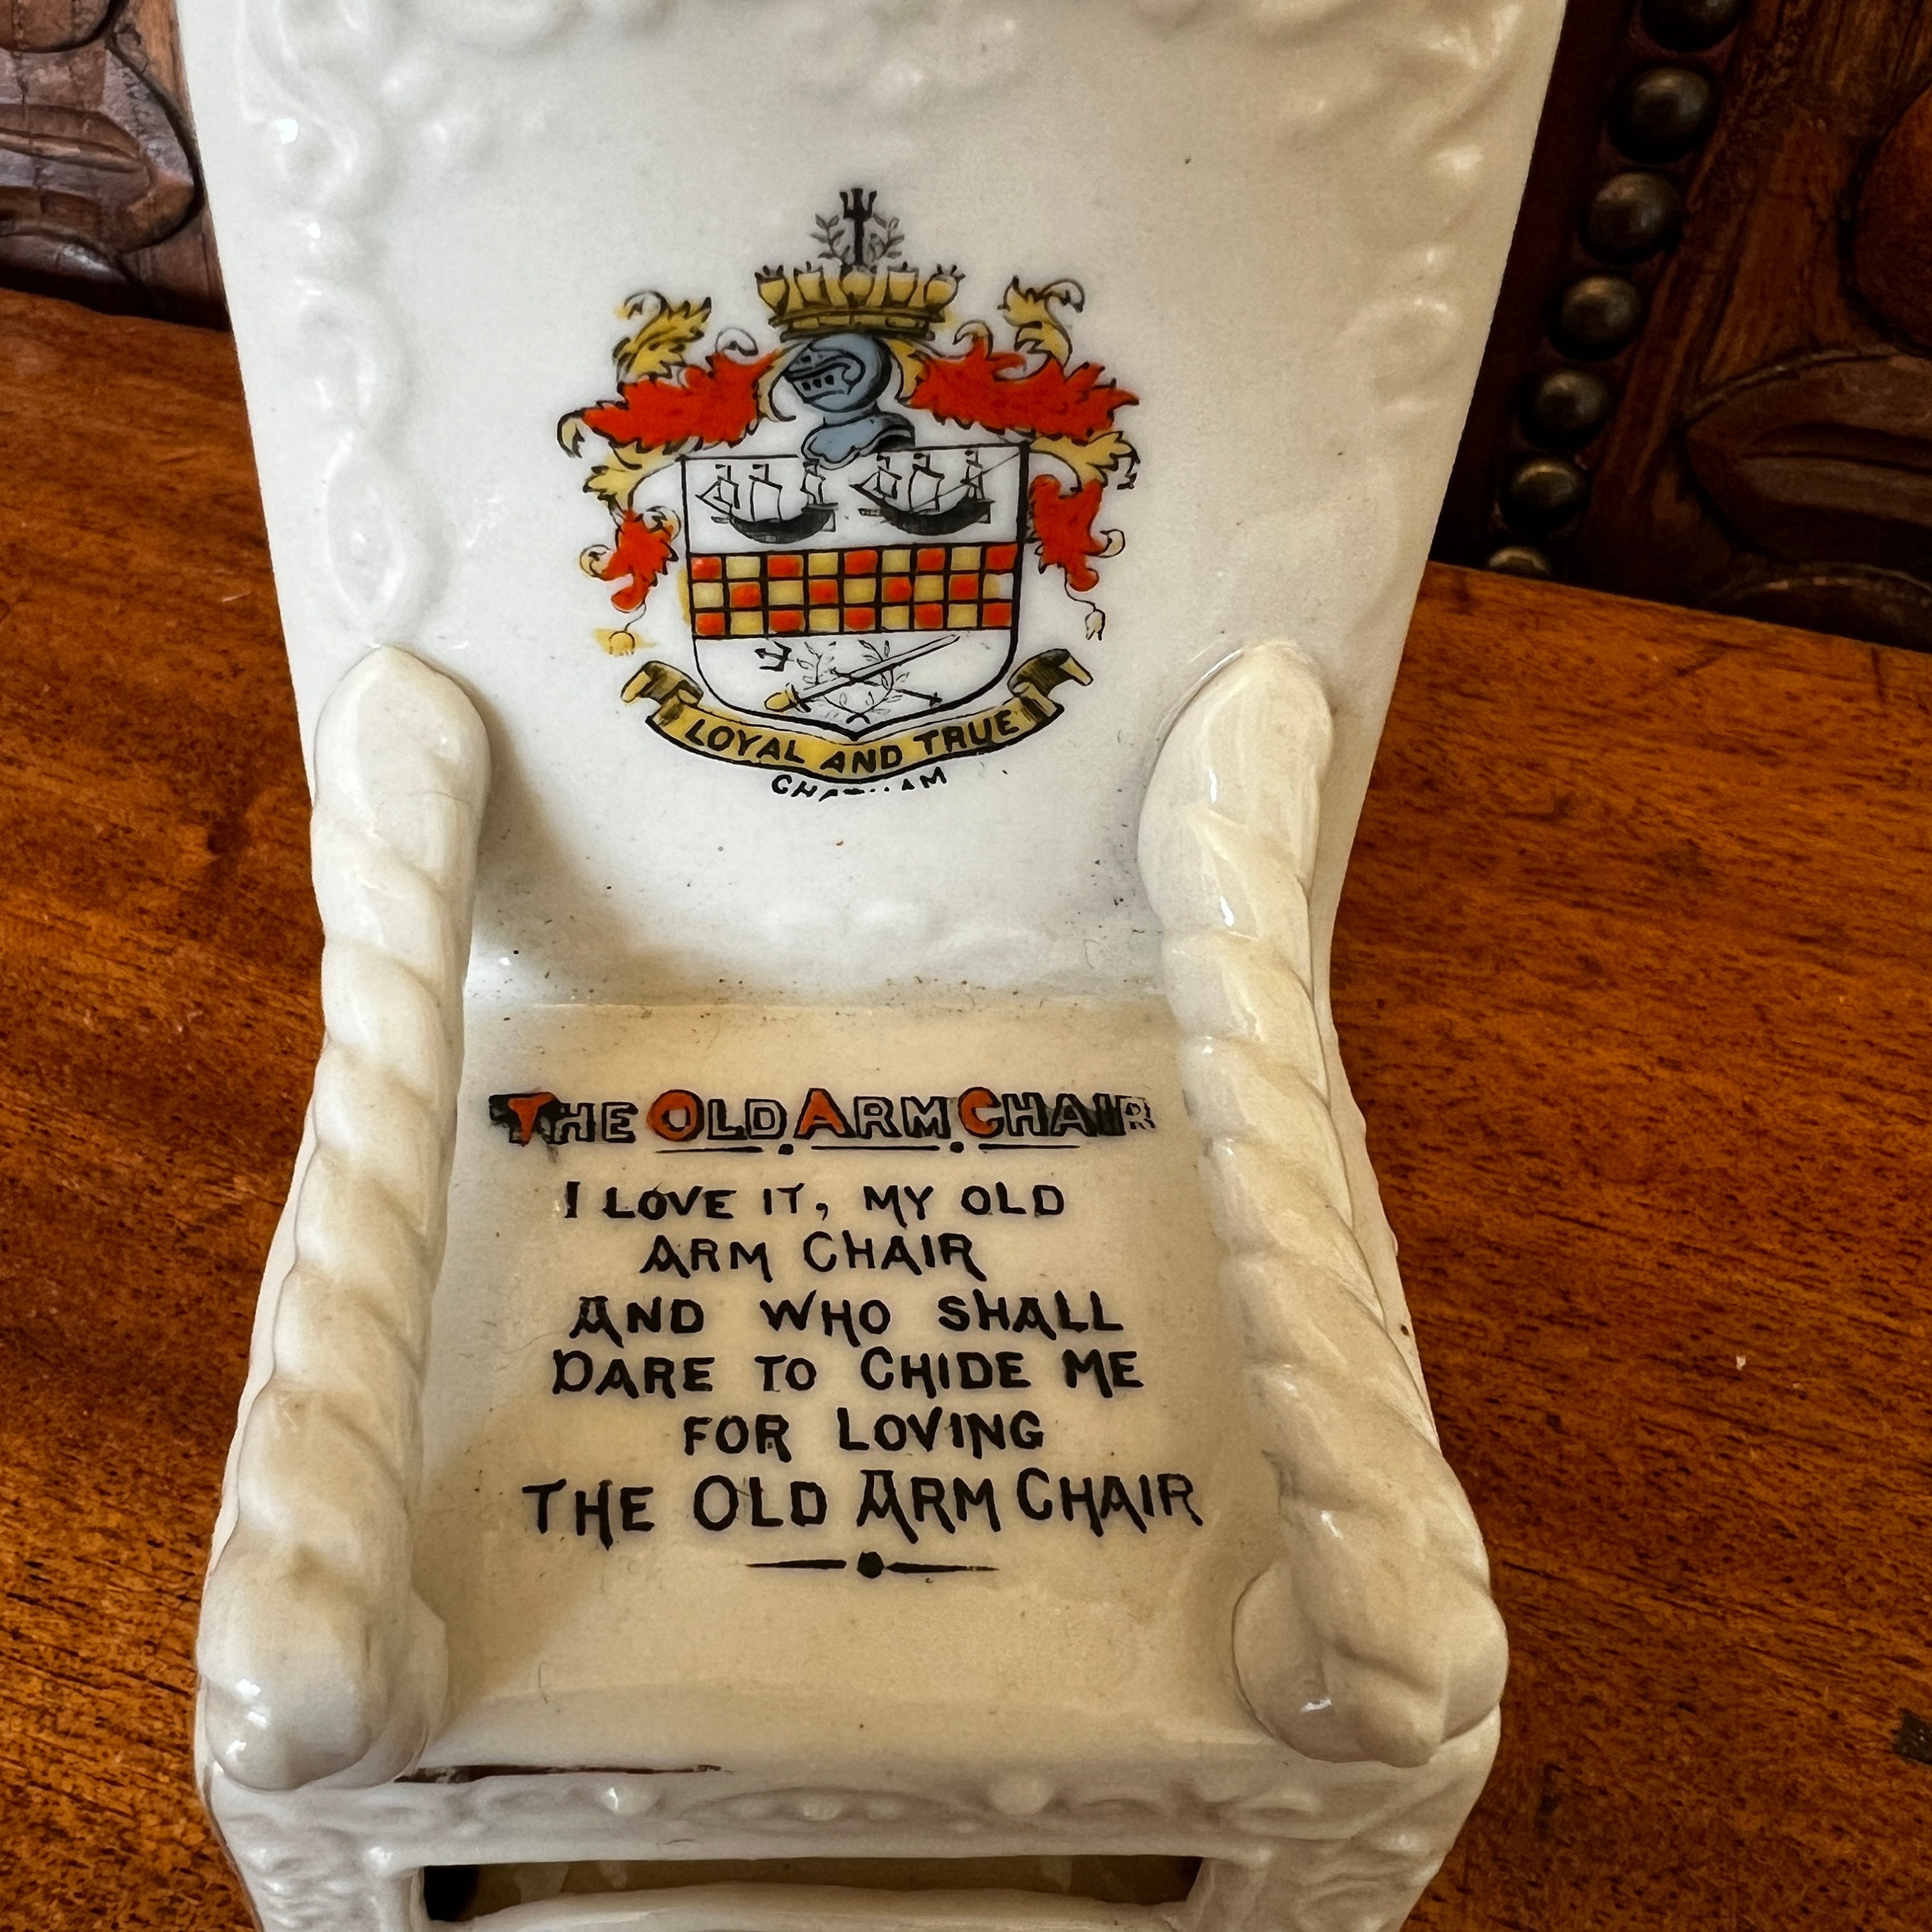 LOYAL AND TRUE
CHATHAM
THE OLD ARM CHAIR
I LOVE IT, MY OLD
ARM CHAIR
AND WHO SHALL
DARE TO CHIDE ME
FOR LOVING
THE OLD ARM CHAIR